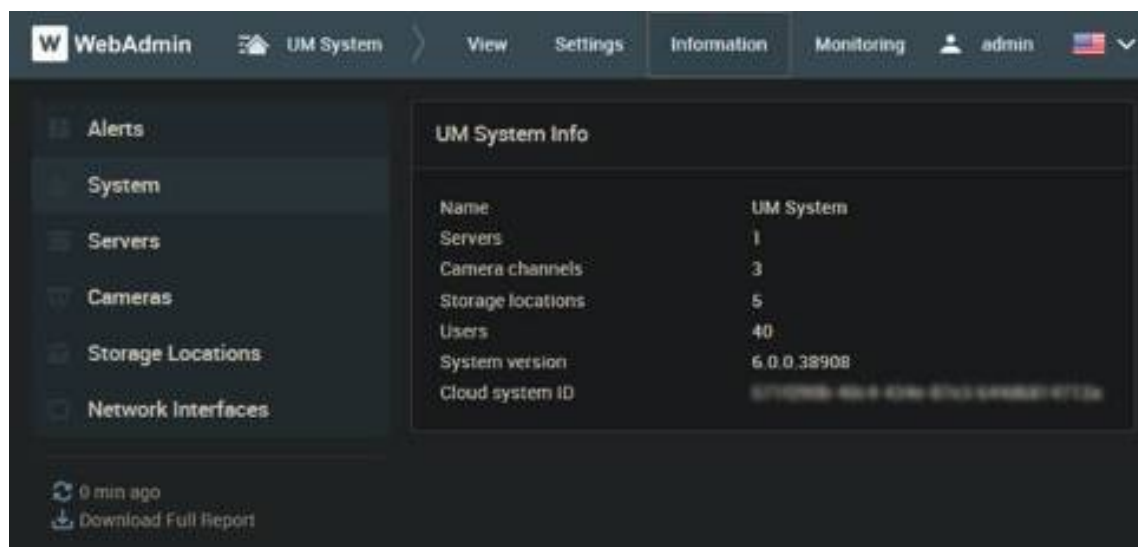 W WebAdmin UM System View Settings Information Monitoring admin
Alerts
System
Servers
Cameras
Storage Locations
Network Interfaces
0 min ago
Download Full Report
UM System Info
Name UM System
Servers 1
Camera channels 3
Storage locations 5
Users 40
System version 6.0.0.38908
Cloud system ID